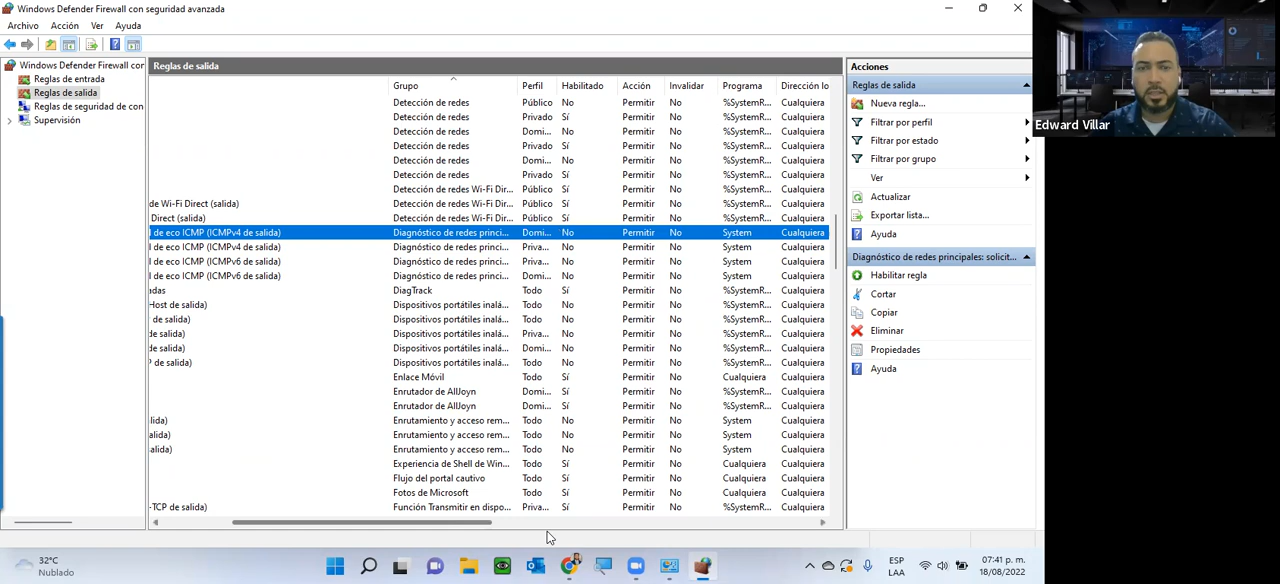 Windows Defender Firewall con seguridad avanzada
Archivo Acción Ver Ayuda
Windows Defender Firewall cor
Reglas de entrada
Reglas de salida
Reglas de seguridad de con
Supervisión
Reglas de salida
Grupo Perfil Habilitado Acción Invalidar Programa Dirección lo
Detección de redes Público No Permitir No %SystemR... Cualquiera
Detección de redes Privado Sí Permitir No %SystemR... Cualquiera
Detección de redes Domi... No Permitir No %SystemR... Cualquiera
Detección de redes Privado Sí Permitir No %SystemR... Cualquiera
Detección de redes Domi... No Permitir No %SystemR... Cualquiera
Detección de redes Privado Sí Permitir No %SystemR... Cualquiera
Detección de redes Wi-Fi Dir... Público Sí Permitir No %SystemR... Cualquiera
de Wi-Fi Direct (salida) Detección de redes Wi-Fi Dir... Público Sí Permitir No %SystemR... Cualquiera
Direct (salida) Detección de redes Wi-Fi Dir... Público Sí Permitir No %SystemR... Cualquiera
l de eco ICMP (ICMPv4 de salida) Diagnóstico de redes princi... Domi... No Permitir No System Cualquiera
l de eco ICMP (ICMPv4 de salida) Diagnóstico de redes princi... Priva... No Permitir No System Cualquiera
l de eco ICMP (ICMPv6 de salida) Diagnóstico de redes princi... Priva... No Permitir No System Cualquiera
l de eco ICMP (ICMPv6 de salida) Diagnóstico de redes princi... Domi... No Permitir No System Cualquiera
adas DiagTrack Todo Sí Permitir No %SystemR... Cualquiera
Host de salida) Dispositivos portátiles inalá... Todo No Permitir No %SystemR... Cualquiera
de salida) Dispositivos portátiles inalá... Todo No Permitir No %SystemR... Cualquiera
de salida) Dispositivos portátiles inalá... Priva... No Permitir No %SystemR... Cualquiera
de salida) Dispositivos portátiles inalá... Domi... No Permitir No %SystemR... Cualquiera
P de salida) Dispositivos portátiles inalá... Todo No Permitir No %SystemR... Cualquiera
Enlace Móvil Todo Sí Permitir No Cualquiera Cualquiera
Enrutador de AllJoyn Domi... Sí Permitir No %SystemR... Cualquiera
Enrutador de AllJoyn Domi... Sí Permitir No %SystemR... Cualquiera
lida) Enrutamiento y acceso rem... Todo No Permitir No System Cualquiera
alida) Enrutamiento y acceso rem... Todo No Permitir No System Cualquiera
salida) Enrutamiento y acceso rem... Todo No Permitir No System Cualquiera
Experiencia de Shell de Win... Todo Sí Permitir No Cualquiera Cualquiera
Flujo del portal cautivo Todo Sí Permitir No Cualquiera Cualquiera
Fotos de Microsoft Todo Sí Permitir No Cualquiera Cualquiera
-TCP de salida) Función Transmitir en dispo... Priva... Sí Permitir No %SystemR... Cualquiera
Acciones
Reglas de salida
Nueva regla...
Filtrar por perfil
Filtrar por estado
Filtrar por grupo
Ver
Actualizar
Exportar lista...
Ayuda
Diagnóstico de redes principales: solicit...
Habilitar regla
Cortar
Copiar
Eliminar
Propiedades
Ayuda
Edward Villar
32°C
Nublado
ESP
LAA
07:41 p. m.
18/08/2022